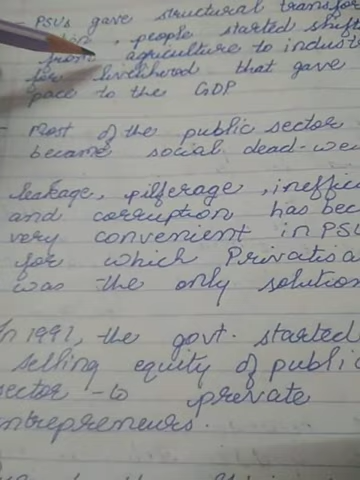 - PSUs gave structural transfor
, people started shift
from agriculture to indust
for livelihood that gave
pace to the GDP
- Most of the public sector
became social dead-we
leakage, pilferage, ineffic
and corruption has bec
very convenient in PSU
for which Privatisa
was the only solution
In 1991, the govt. started
selling equity of public
sector - to private
entrepreneurs.